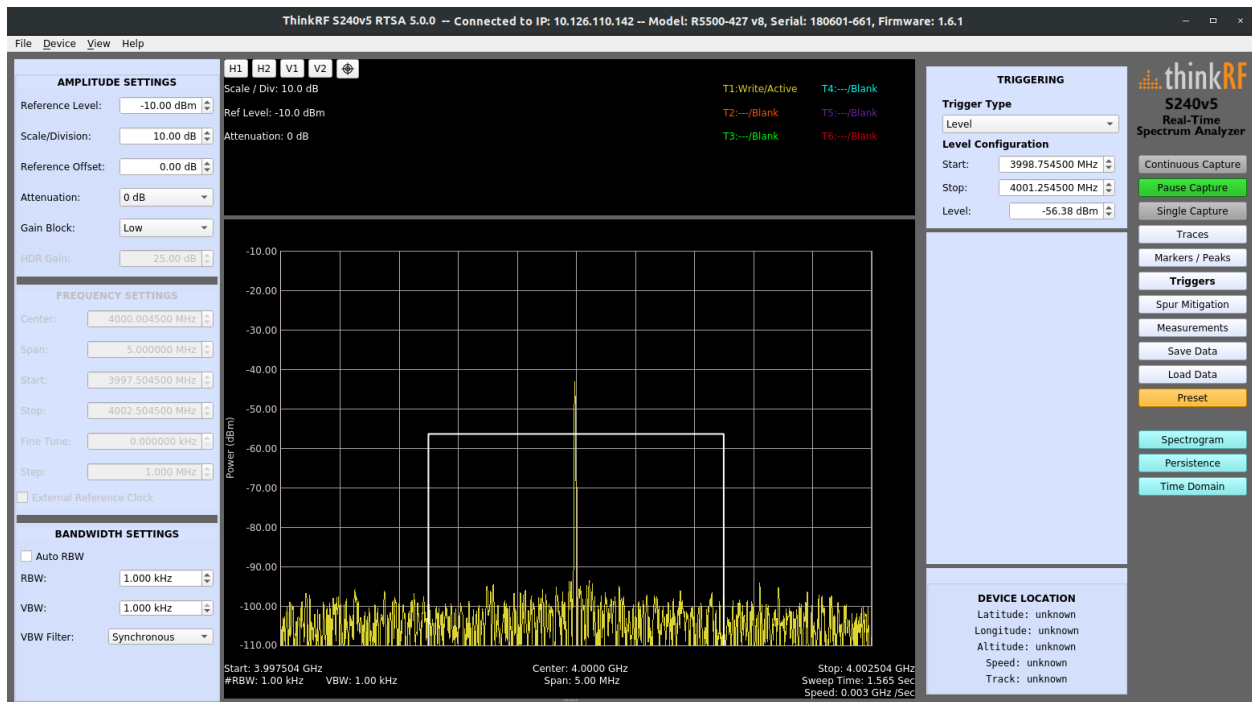 ThinkRF S240v5 RTSA 5.0.0 -- Connected to IP: 10.126.110.142 -- Model: R5500-427 v8, Serial: 180601-661, Firmware: 1.6.1
File Device View Help
AMPLITUDE SETTINGS
Reference Level: -10.00 dBm
Scale/Division: 10.00 dB
Reference Offset: 0.00 dB
Attenuation: 0 dB
Gain Block: Low
HDR Gain: 25.00 dB
FREQUENCY SETTINGS
Center: 4000.004500 MHz
Span: 5.000000 MHz
Start: 3997.504500 MHz
Stop: 4002.504500 MHz
Fine Tune: 0.000000 kHz
Step: 1.000 MHz
External Reference Clock
BANDWIDTH SETTINGS
Auto RBW
RBW: 1.000 kHz
VBW: 1.000 kHz
VBW Filter: Synchronous
H1 H2 V1 V2
Scale / Div: 10.0 dB
Ref Level: -10.0 dBm
Attenuation: 0 dB
T1:Write/Active T4:---/Blank
T2:---/Blank T5:---/Blank
T3:---/Blank T6:---/Blank
-10.00
-20.00
-30.00
-40.00
-50.00
-60.00
-70.00
-80.00
-90.00
-100.00
-110.00
Power (dBm)
Start: 3.997504 GHz Center: 4.0000 GHz Stop: 4.002504 GHz
#RBW: 1.00 kHz VBW: 1.00 kHz Span: 5.00 MHz Sweep Time: 1.565 Sec
Speed: 0.003 GHz /Sec
TRIGGERING
Trigger Type
Level
Level Configuration
Start: 3998.754500 MHz
Stop: 4001.254500 MHz
Level: -56.38 dBm
DEVICE LOCATION
Latitude: unknown
Longitude: unknown
Altitude: unknown
Speed: unknown
Track: unknown
thinkRF
S240v5
Real-Time
Spectrum Analyzer
Continuous Capture
Pause Capture
Single Capture
Traces
Markers / Peaks
Triggers
Spur Mitigation
Measurements
Save Data
Load Data
Preset
Spectrogram
Persistence
Time Domain